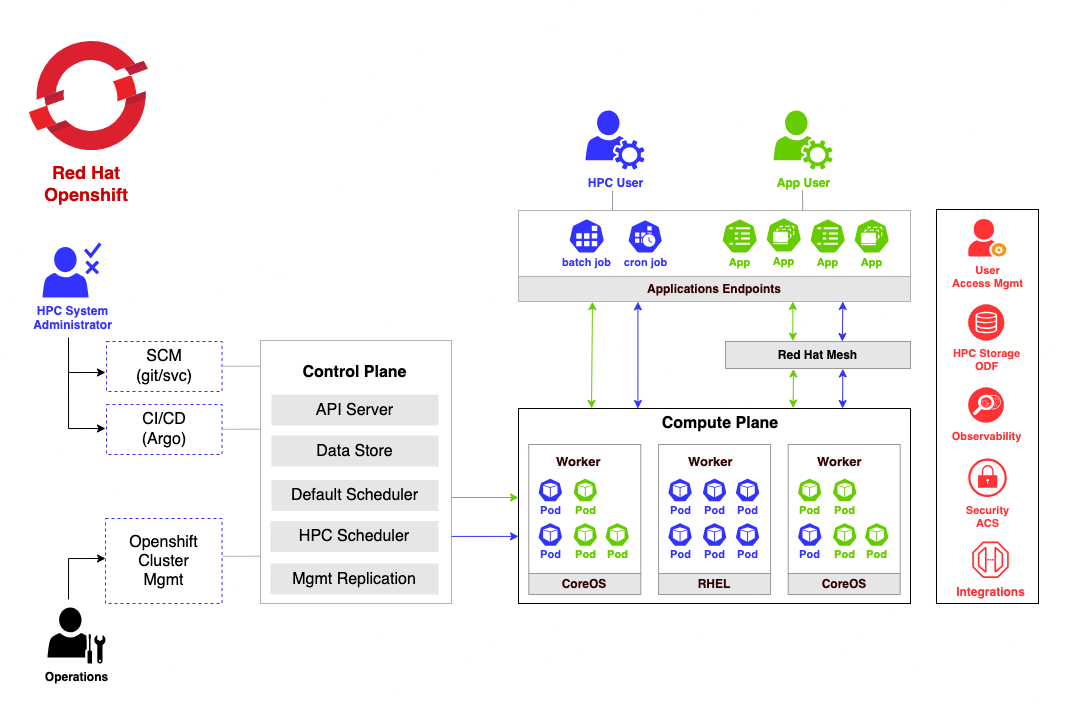 Red Hat
Openshift
HPC User
App User
batch job
cron job
App
App
App
App
Applications Endpoints
User
Access Mgmt
HPC System
Administrator
SCM
(git/svc)
CI/CD
(Argo)
Control Plane
API Server
Data Store
Default Scheduler
HPC Scheduler
Mgmt Replication
Openshift
Cluster
Mgmt
Operations
Red Hat Mesh
Compute Plane
Worker
Pod
Pod
Pod
Pod
Pod
CoreOS
Worker
Pod
Pod
Pod
Pod
Pod
Pod
RHEL
Worker
Pod
Pod
Pod
Pod
Pod
CoreOS
HPC Storage
ODF
Observability
Security
ACS
Integrations